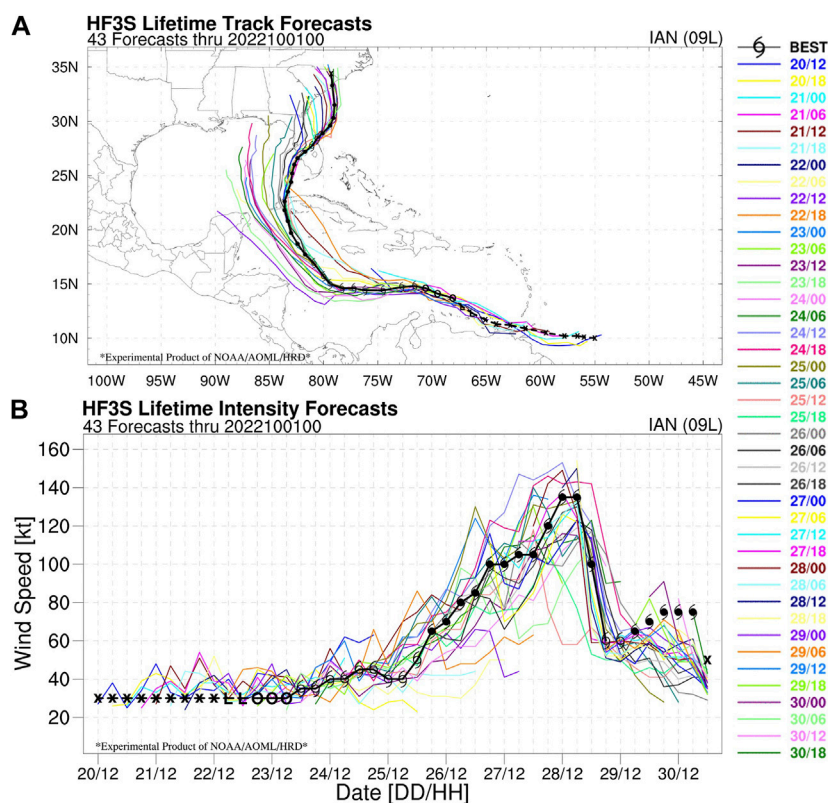 A
HF3S Lifetime Track Forecasts
43 Forecasts thru 2022100100
IAN (09L)
35N
30N
25N
20N
15N
10N
*Experimental Product of NOAA/AOML/HRD*
100W 95W 90W 85W 80W 75W 70W 65W 60W 55W 50W 45W
B
HF3S Lifetime Intensity Forecasts
43 Forecasts thru 2022100100
IAN (09L)
Wind Speed [kt]
160
140
120
100
80
60
40
20
L L O O O
*Experimental Product of NOAA/AOML/HRD*
20/12 21/12 22/12 23/12 24/12 25/12 26/12 27/12 28/12 29/12 30/12
Date [DD/HH]
BEST
20/12
20/18
21/00
21/06
21/12
21/18
22/00
22/06
22/12
22/18
23/00
23/06
23/12
23/18
24/00
24/06
24/12
24/18
25/00
25/06
25/12
25/18
26/00
26/06
26/12
26/18
27/00
27/06
27/12
27/18
28/00
28/06
28/12
28/18
29/00
29/06
29/12
29/18
30/00
30/06
30/12
30/18